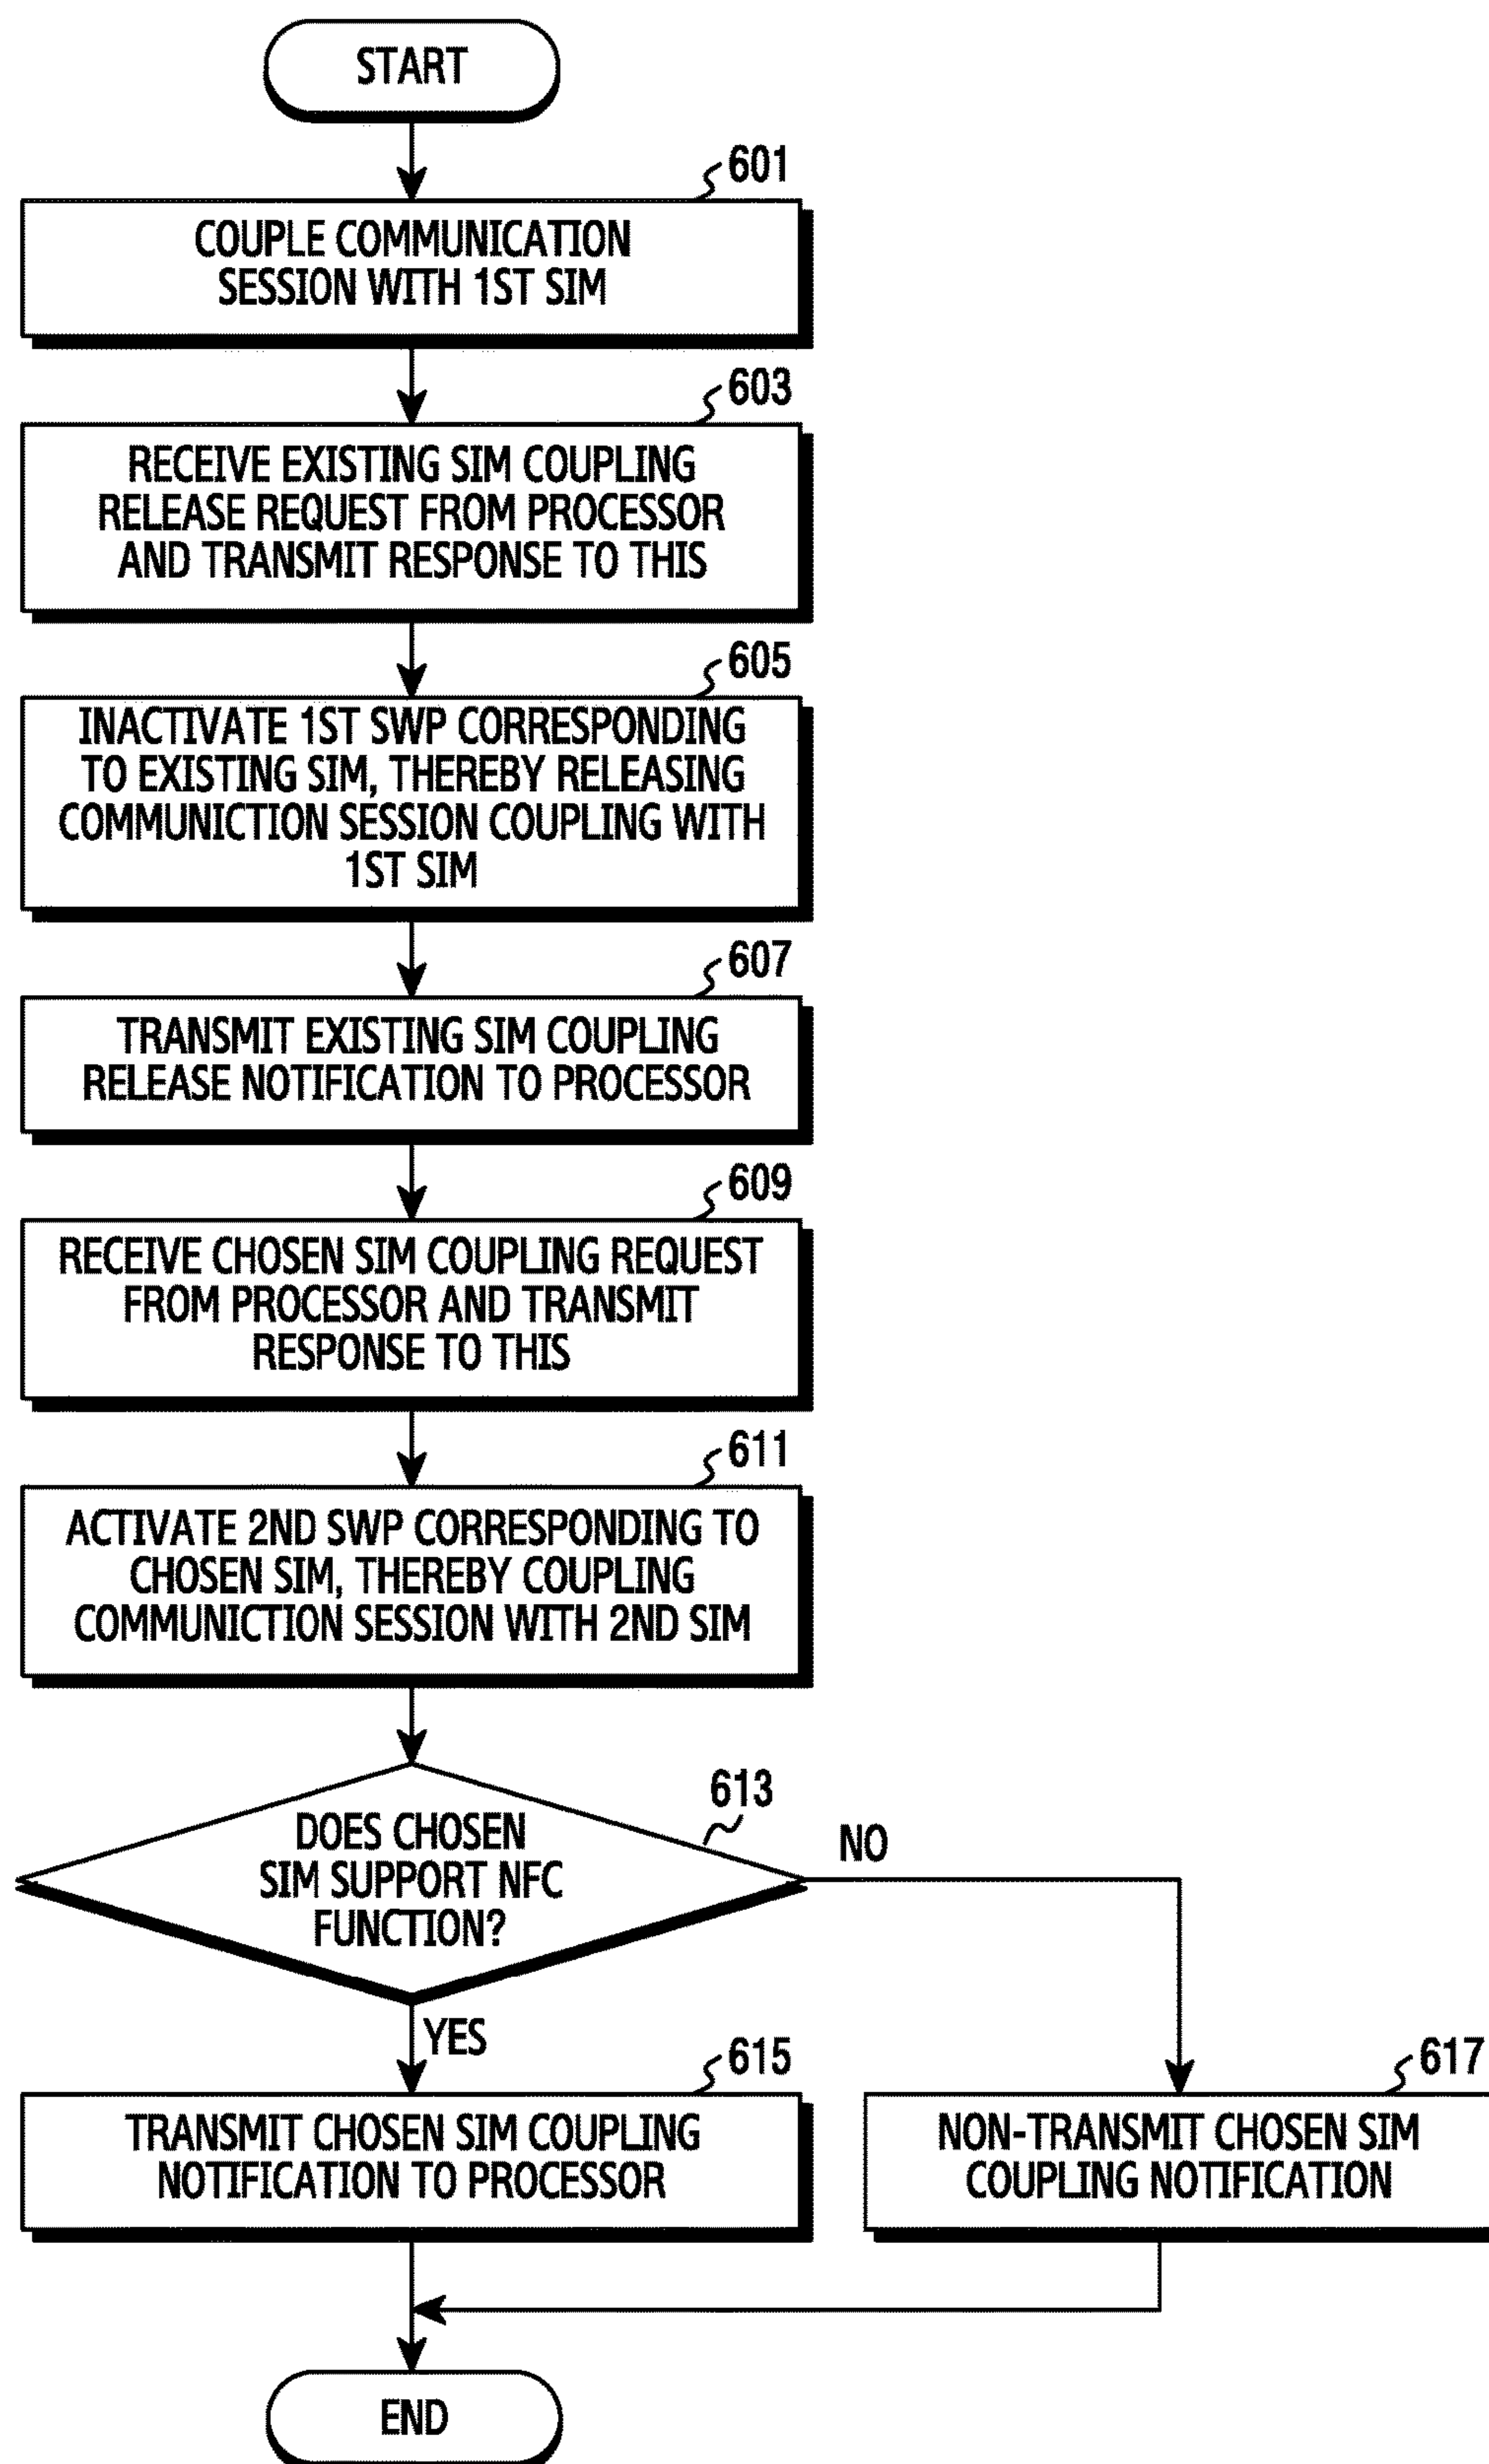 START
601
COUPLE COMMUNICATION
SESSION WITH 1ST SIM
603
RECEIVE EXISTING SIM COUPLING
RELEASE REQUEST FROM PROCESSOR
AND TRANSMIT RESPONSE TO THIS
605
INACTIVATE 1ST SWP CORRESPONDING
TO EXISTING SIM, THEREBY RELEASING
COMMUNICTION SESSION COUPLING WITH
1ST SIM
607
TRANSMIT EXISTING SIM COUPLING
RELEASE NOTIFICATION TO PROCESSOR
609
RECEIVE CHOSEN SIM COUPLING REQUEST
FROM PROCESSOR AND TRANSMIT
RESPONSE TO THIS
611
ACTIVATE 2ND SWP CORRESPONDING TO
CHOSEN SIM, THEREBY COUPLING
COMMUNICTION SESSION WITH 2ND SIM
613
DOES CHOSEN
SIM SUPPORT NFC
FUNCTION?
NO
YES
615
TRANSMIT CHOSEN SIM COUPLING
NOTIFICATION TO PROCESSOR
617
NON-TRANSMIT CHOSEN SIM
COUPLING NOTIFICATION
END